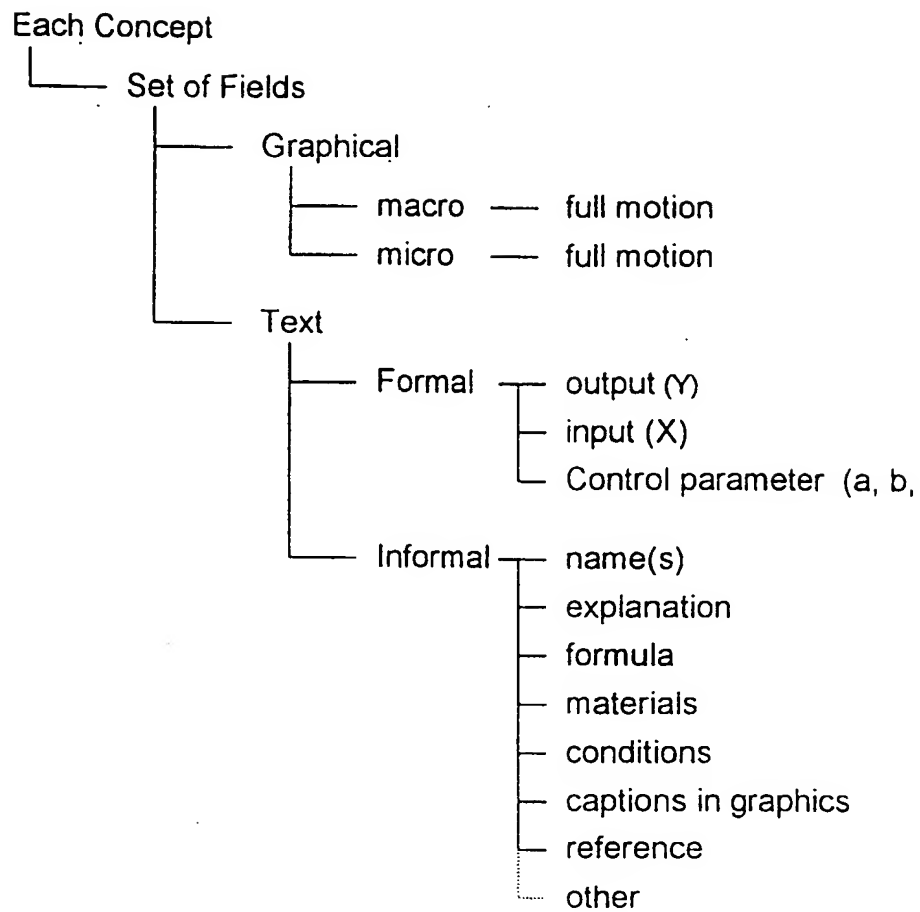 Each Concept
Set of Fields
Graphical
macro full motion
micro full motion
Text
Formal output (Y)
input (X)
Control parameter (a, b,
Informal name(s)
explanation
formula
materials
conditions
captions in graphics
reference
other